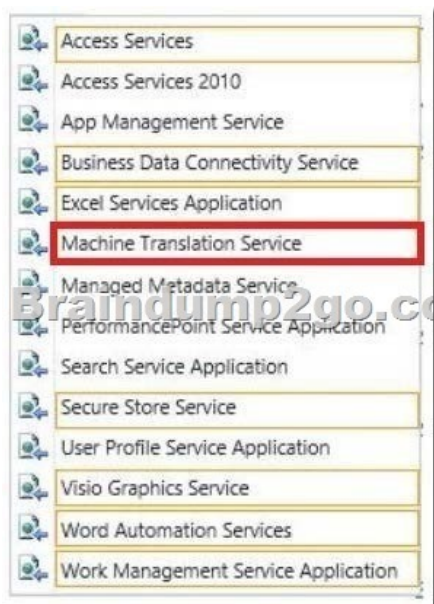 Access Services
Access Services 2010
App Management Service
Business Data Connectivity Service
Excel Services Application
Machine Translation Service
Managed Metadata Service
Braindump2go.co
PerformancePoint Service Application
Search Service Application
Secure Store Service
User Profile Service Application
Visio Graphics Service
Word Automation Services
Work Management Service Application